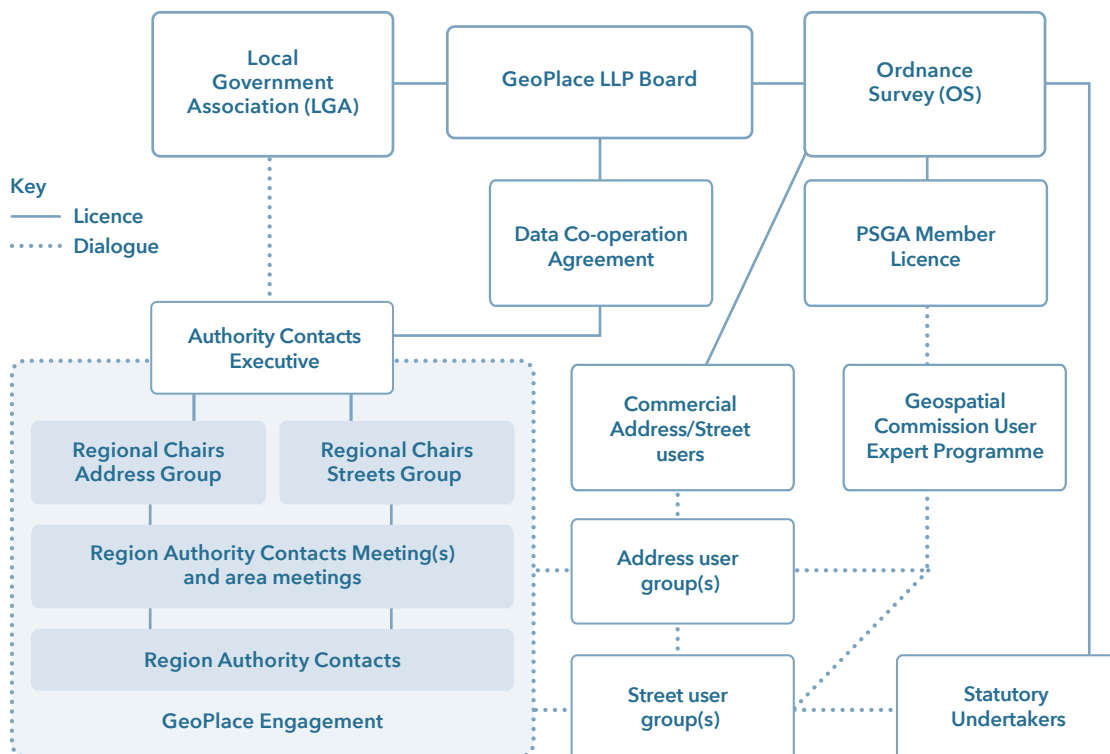 Local
Government
Association (LGA)
GeoPlace LLP Board
Ordnance
Survey (OS)
Key
Licence
Dialogue
Data Co-operation
Agreement
PSGA Member
Licence
Authority Contacts
Executive
Commercial
Address/Street
users
Geospatial
Commission User
Expert Programme
Regional Chairs
Address Group
Regional Chairs
Streets Group
Region Authority Contacts Meeting(s)
and area meetings
Address user
group(s)
Region Authority Contacts
GeoPlace Engagement
Street user
group(s)
Statutory
Undertakers